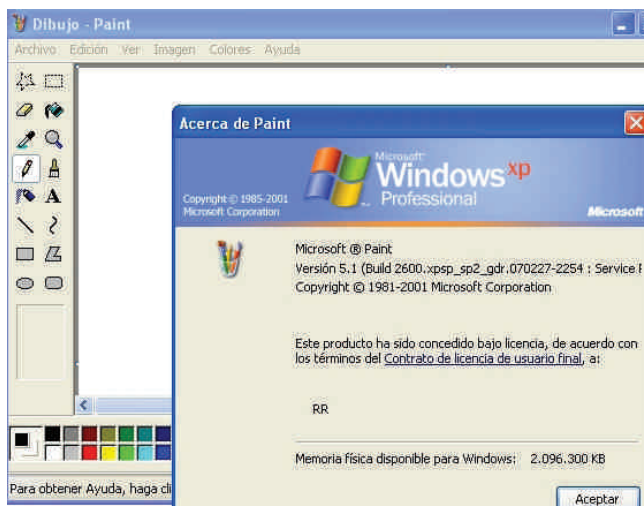 Dibujo - Paint
Archivo Edición Ver Imagen Colores Ayuda
Acerca de Paint
Microsoft
Windows xp
Professional
Copyright © 1985-2001
Microsoft Corporation
Microsoft
Microsoft ® Paint
Versión 5.1 (Build 2600.xpsp_sp2_gdr.070227-2254 : Service
Copyright © 1981-2001 Microsoft Corporation
Este producto ha sido concedido bajo licencia, de acuerdo con
los términos del Contrato de licencia de usuario final, a:
RR
Memoria física disponible para Windows: 2.096.300 KB
Para obtener Ayuda, haga
Aceptar